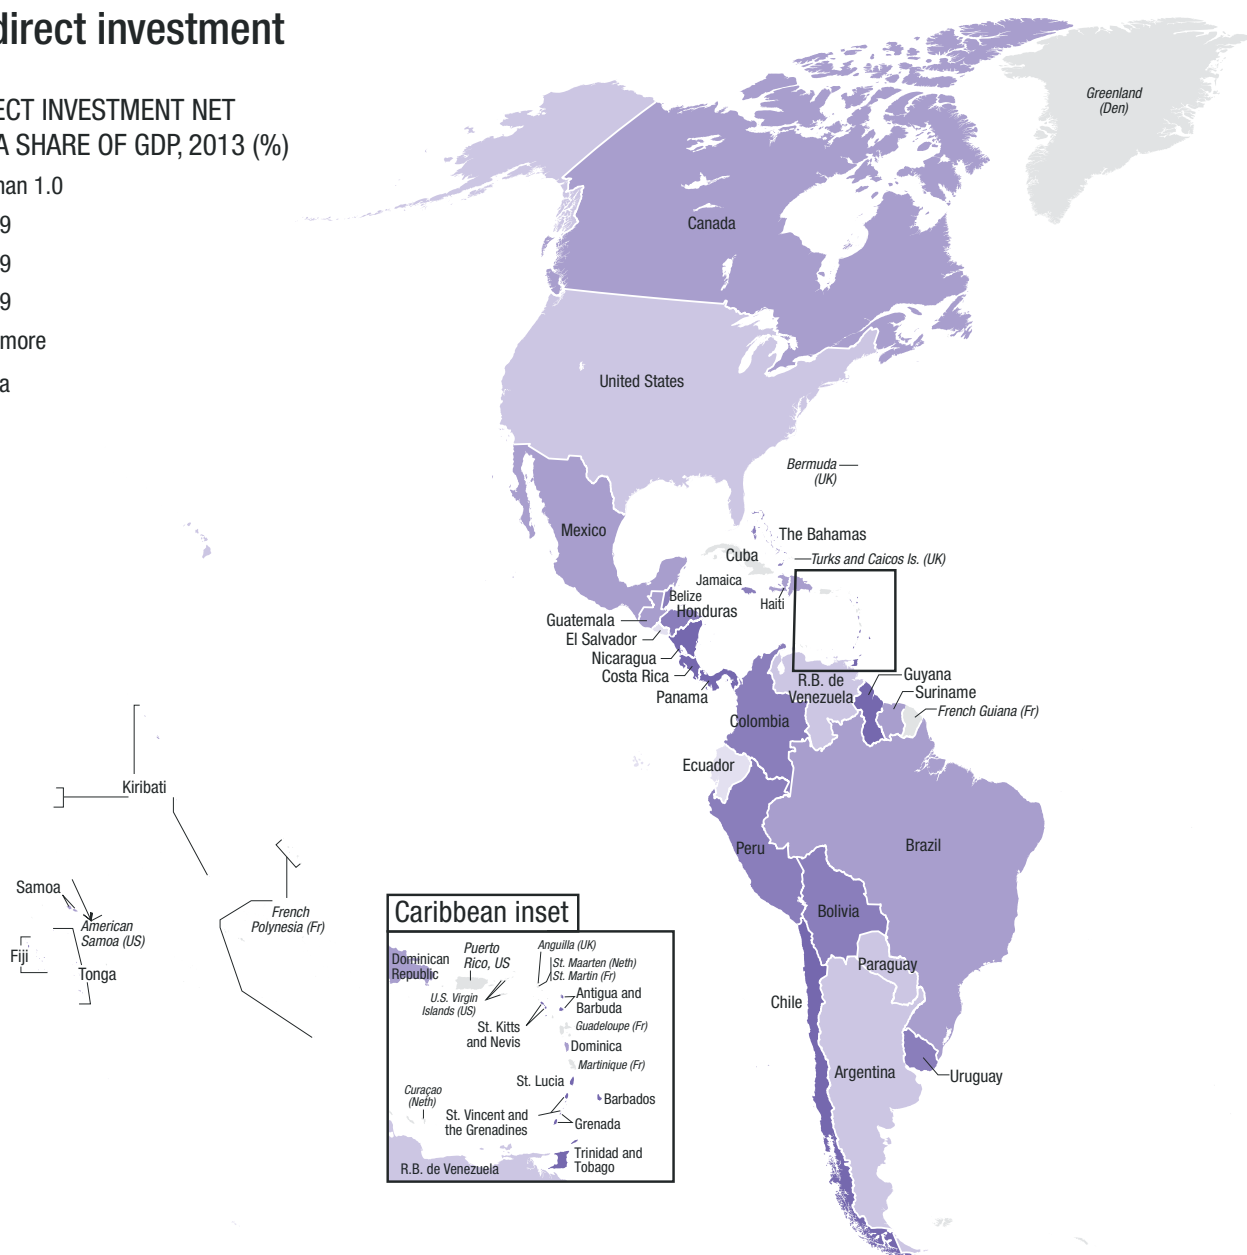 direct investment
ECT INVESTMENT NET
A SHARE OF GDP, 2013 (%)
han 1.0
9
9
9
more
a
Greenland
(Den)
Canada
United States
Bermuda
(UK)
Mexico
The Bahamas
Cuba
Turks and Caicos Is. (UK)
Jamaica
Belize
Haiti
Honduras
Guatemala
El Salvador
Nicaragua
Costa Rica
Panama
R.B. de
Venezuela
Guyana
Suriname
French Guiana (Fr)
Colombia
Ecuador
Kiribati
Peru
Brazil
Samoa
American
Samoa (US)
French
Polynesia (Fr)
Fiji
Tonga
Bolivia
Paraguay
Chile
Argentina
Uruguay
Caribbean inset
Dominican
Republic
Puerto
Rico, US
Anguilla (UK)
St. Maarten (Neth)
St. Martin (Fr)
U.S. Virgin
Islands (US)
Antigua and
Barbuda
St. Kitts
and Nevis
Guadeloupe (Fr)
Dominica
Martinique (Fr)
St. Lucia
Curaçao
(Neth)
Barbados
St. Vincent and
the Grenadines
Grenada
Trinidad and
Tobago
R.B. de Venezuela